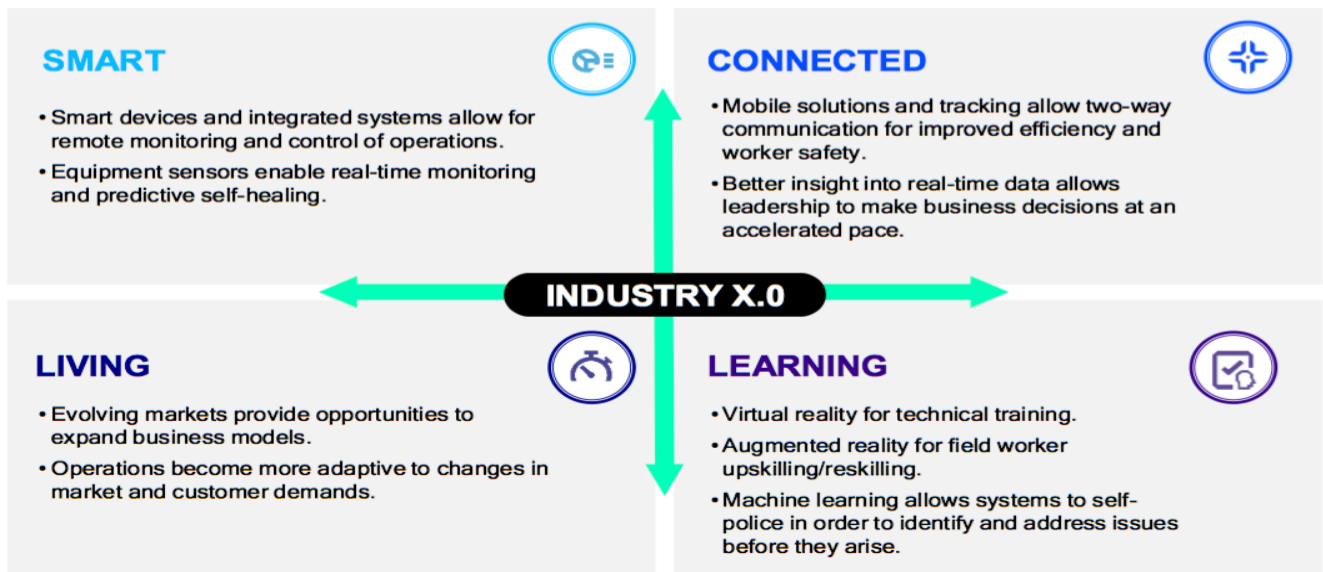 SMART
• Smart devices and integrated systems allow for
remote monitoring and control of operations.
• Equipment sensors enable real-time monitoring
and predictive self-healing.
CONNECTED
• Mobile solutions and tracking allow two-way
communication for improved efficiency and
worker safety.
• Better insight into real-time data allows
leadership to make business decisions at an
accelerated pace.
INDUSTRY X.0
LIVING
• Evolving markets provide opportunities to
expand business models.
• Operations become more adaptive to changes in
market and customer demands.
LEARNING
• Virtual reality for technical training.
• Augmented reality for field worker
upskilling/reskilling.
• Machine learning allows systems to self-
police in order to identify and address issues
before they arise.